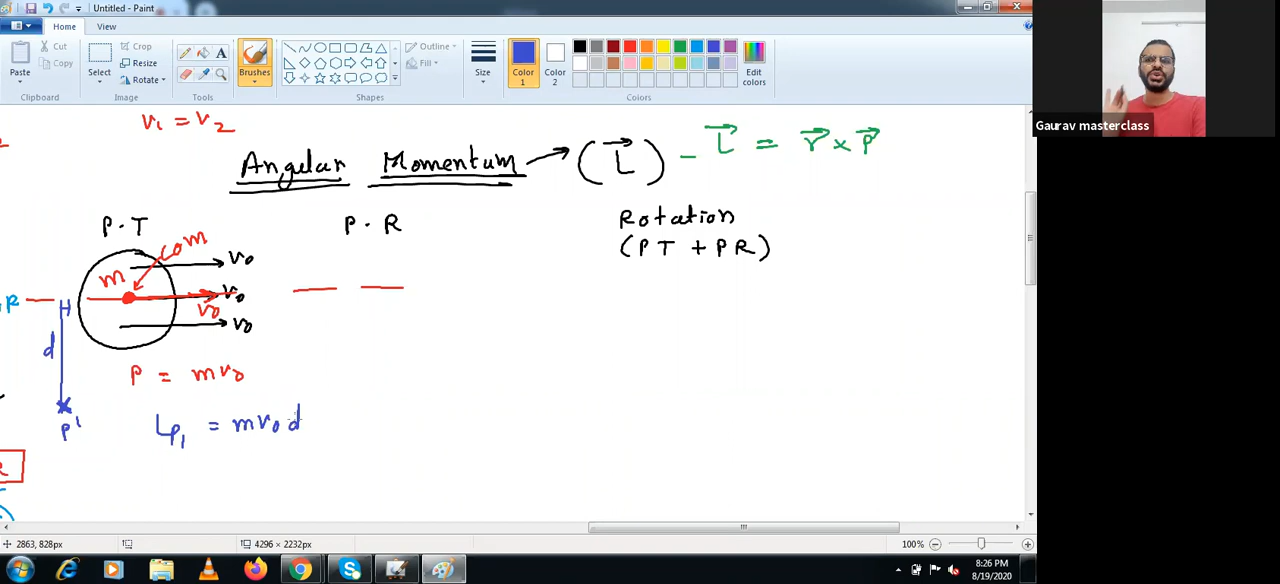 Untitled - Paint
Home
View
Paste
Cut
Copy
Clipboard
Select
Crop
Resize
Rotate
Image
Tools
A
Brushes
Shapes
Outline
Fill
Size
Color 1
Color 2
Colors
Edit colors
Gaurav masterclass
v₁ = v₂
Angular Momentum → (L⃗) - L⃗ = r⃗ × P⃗
P.T
P.R
Rotation
(PT + PR)
com
m
v₀
v₀
v₀
v₀
R
d
P'
P = mv₀
Lp₁ = mv₀d
2863, 828px
4296 × 2232px
100%
8:26 PM
8/19/2020